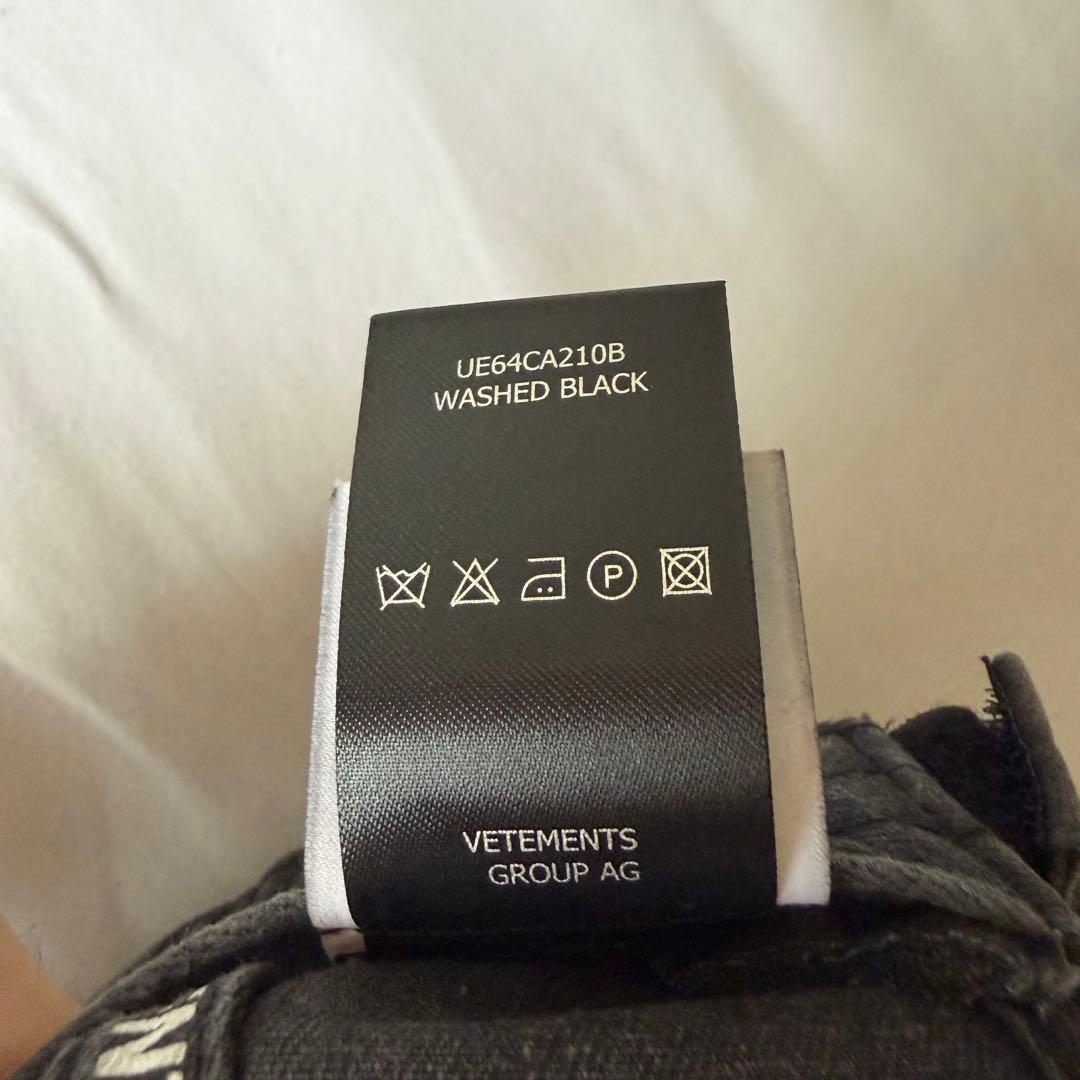 UE64CA210B
WASHED BLACK
P
VETEMENTS
GROUP AG